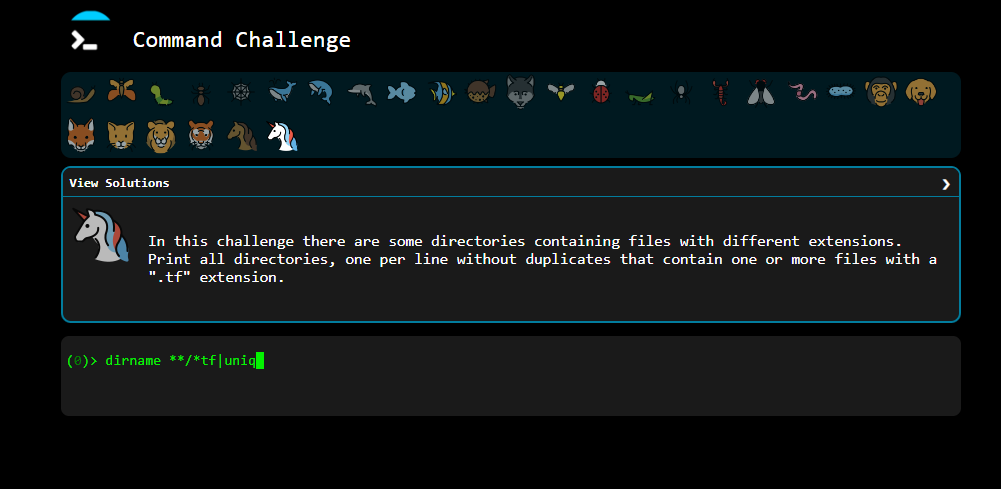 Command Challenge
View Solutions
In this challenge there are some directories containing files with different extensions.
Print all directories, one per line without duplicates that contain one or more files with a
".tf" extension.
(0)> dirname **/*tf|uniq